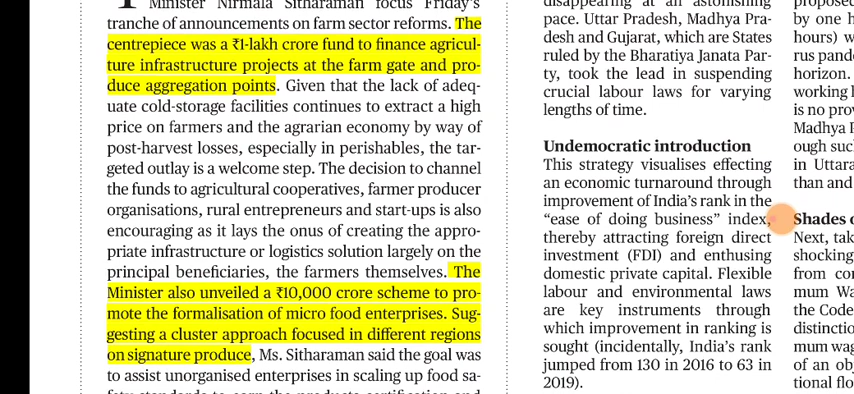 Minister Nirmala Sitharaman focus Friday's
tranche of announcements on farm sector reforms. The
centrepiece was a ₹1-lakh crore fund to finance agricul-
ture infrastructure projects at the farm gate and pro-
duce aggregation points. Given that the lack of adeq-
uate cold-storage facilities continues to extract a high
price on farmers and the agrarian economy by way of
post-harvest losses, especially in perishables, the tar-
geted outlay is a welcome step. The decision to channel
the funds to agricultural cooperatives, farmer producer
organisations, rural entrepreneurs and start-ups is also
encouraging as it lays the onus of creating the appro-
priate infrastructure or logistics solution largely on the
principal beneficiaries, the farmers themselves. The
Minister also unveiled a ₹10,000 crore scheme to pro-
mote the formalisation of micro food enterprises. Sug-
gesting a cluster approach focused in different regions
on signature produce, Ms. Sitharaman said the goal was
to assist unorganised enterprises in scaling up food sa-
disappearing at an astonishing
pace. Uttar Pradesh, Madhya Pra-
desh and Gujarat, which are States
ruled by the Bharatiya Janata Par-
ty, took the lead in suspending
crucial labour laws for varying
lengths of time.
Undemocratic introduction
This strategy visualises effecting
an economic turnaround through
improvement of India's rank in the
“ease of doing business” index,
thereby attracting foreign direct
investment (FDI) and enthusing
domestic private capital. Flexible
labour and environmental laws
are key instruments through
which improvement in ranking is
sought (incidentally, India's rank
jumped from 130 in 2016 to 63 in
2019).
proposed
by one h
hours) w
rus pand
horizon.
working l
is no prov
Madhya P
ough suc
in Uttara
than and
Shades o
Next, tak
shocking
from con
mum Wa
the Code
distinctio
mum wag
of an obj
tional flo